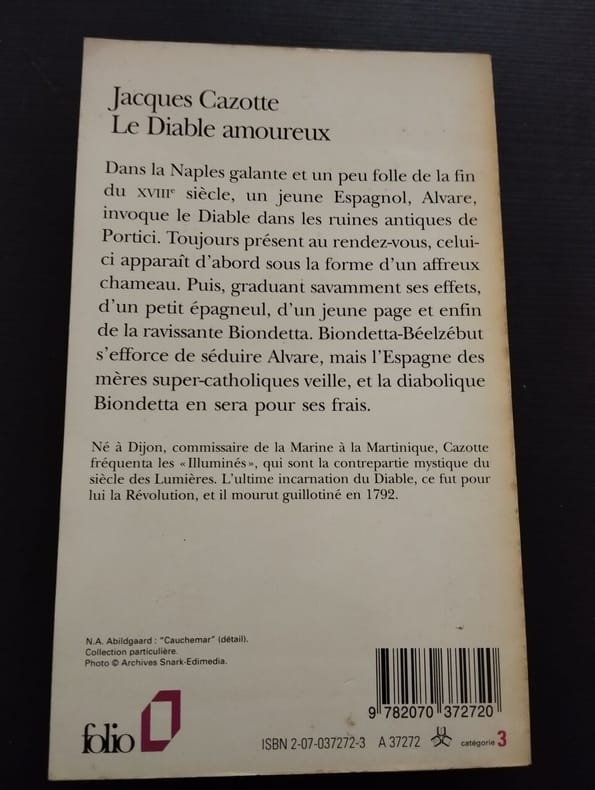 Jacques Cazotte
Le Diable amoureux
Dans la Naples galante et un peu folle de la fin
du XVIIIe siècle, un jeune Espagnol, Alvare,
invoque le Diable dans les ruines antiques de
Portici. Toujours présent au rendez-vous, celui-
ci apparaît d'abord sous la forme d'un affreux
chameau. Puis, graduant savamment ses effets,
d'un petit épagneul, d'un jeune page et enfin
de la ravissante Biondetta. Biondetta-Béelzébut
s'efforce de séduire Alvare, mais l'Espagne des
mères super-catholiques veille, et la diabolique
Biondetta en sera pour ses frais.
Né à Dijon, commissaire de la Marine à la Martinique, Cazotte
fréquenta les «Illuminés», qui sont la contrepartie mystique du
siècle des Lumières. L'ultime incarnation du Diable, ce fut pour
lui la Révolution, et il mourut guillotiné en 1792.
N.A. Abildgaard : "Cauchemar" (détail).
Collection particulière.
Photo © Archives Snark-Edimedia.
9 782070 372720
folio
ISBN 2-07-037272-3 A 37272 catégorie 3